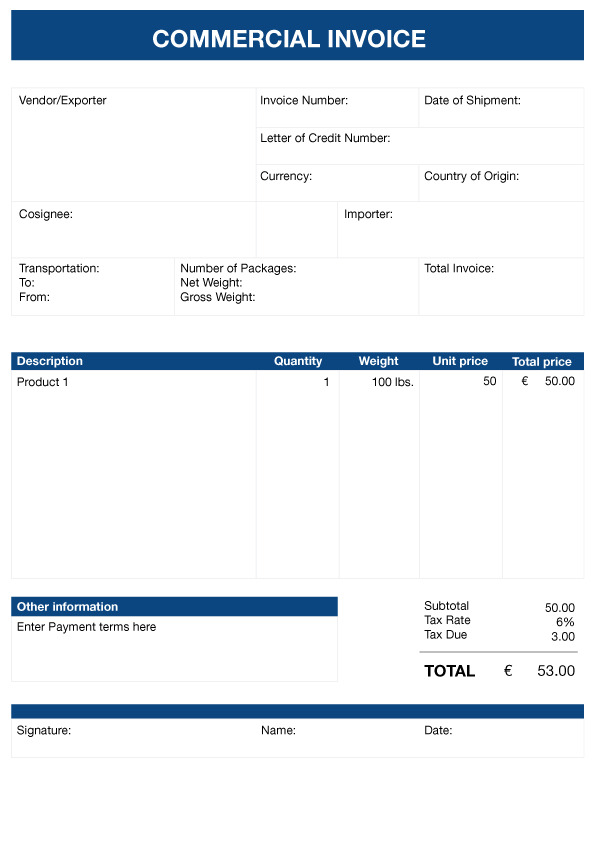 COMMERCIAL INVOICE
Vendor/Exporter
Invoice Number:
Date of Shipment:
Letter of Credit Number:
Currency:
Country of Origin:
Cosignee:
Importer:
Transportation:
To:
From:
Number of Packages:
Net Weight:
Gross Weight:
Total Invoice:
Description Quantity Weight Unit price Total price
Product 1 1 100 lbs. 50 € 50.00
Other information
Enter Payment terms here
Subtotal 50.00
Tax Rate 6%
Tax Due 3.00
TOTAL € 53.00
Signature: Name: Date: